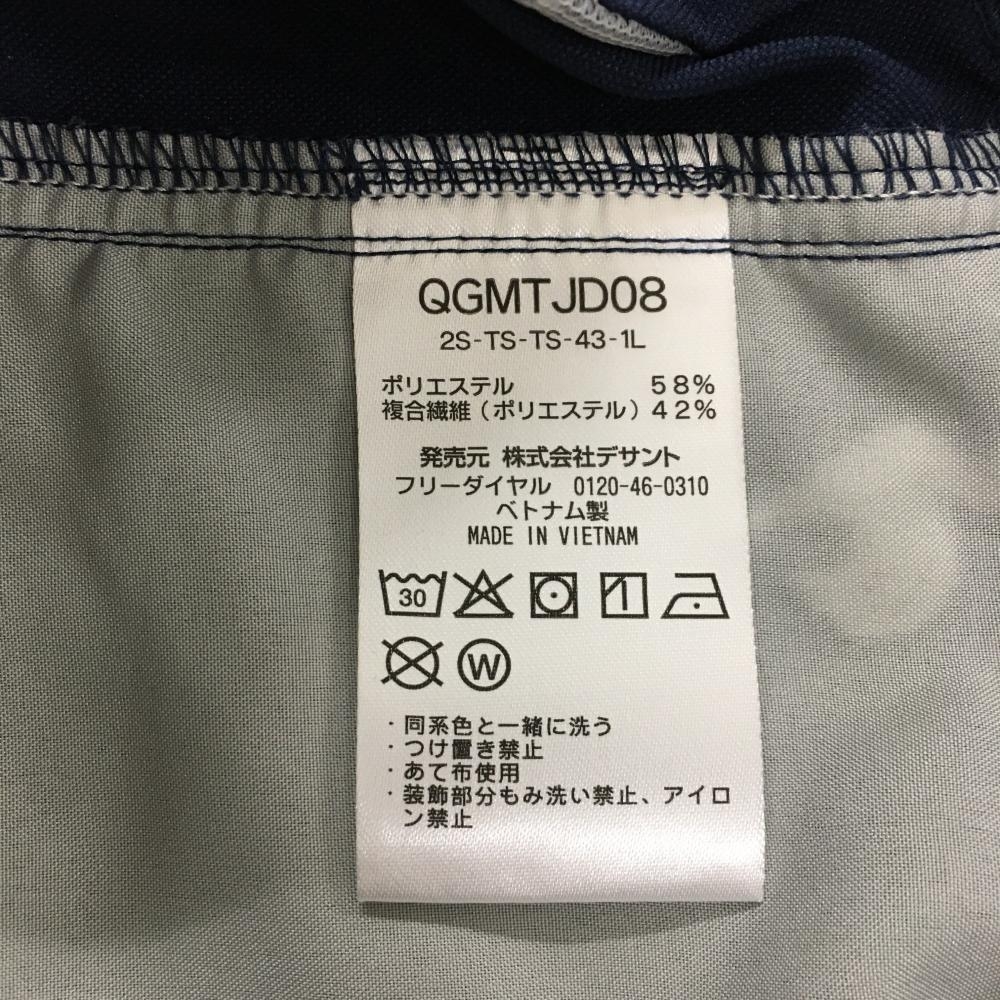 QGMTJD08
2S-TS-TS-43-1L
ポリエステル 58%
複合繊維(ポリエステル)42%
発売元 株式会社デサント
フリーダイヤル 0120-46-0310
ベトナム製
MADE IN VIETNAM
30
W
・同系色と一緒に洗う
・つけ置き禁止
・あて布使用
・装飾部分もみ洗い禁止、アイロ
ン禁止